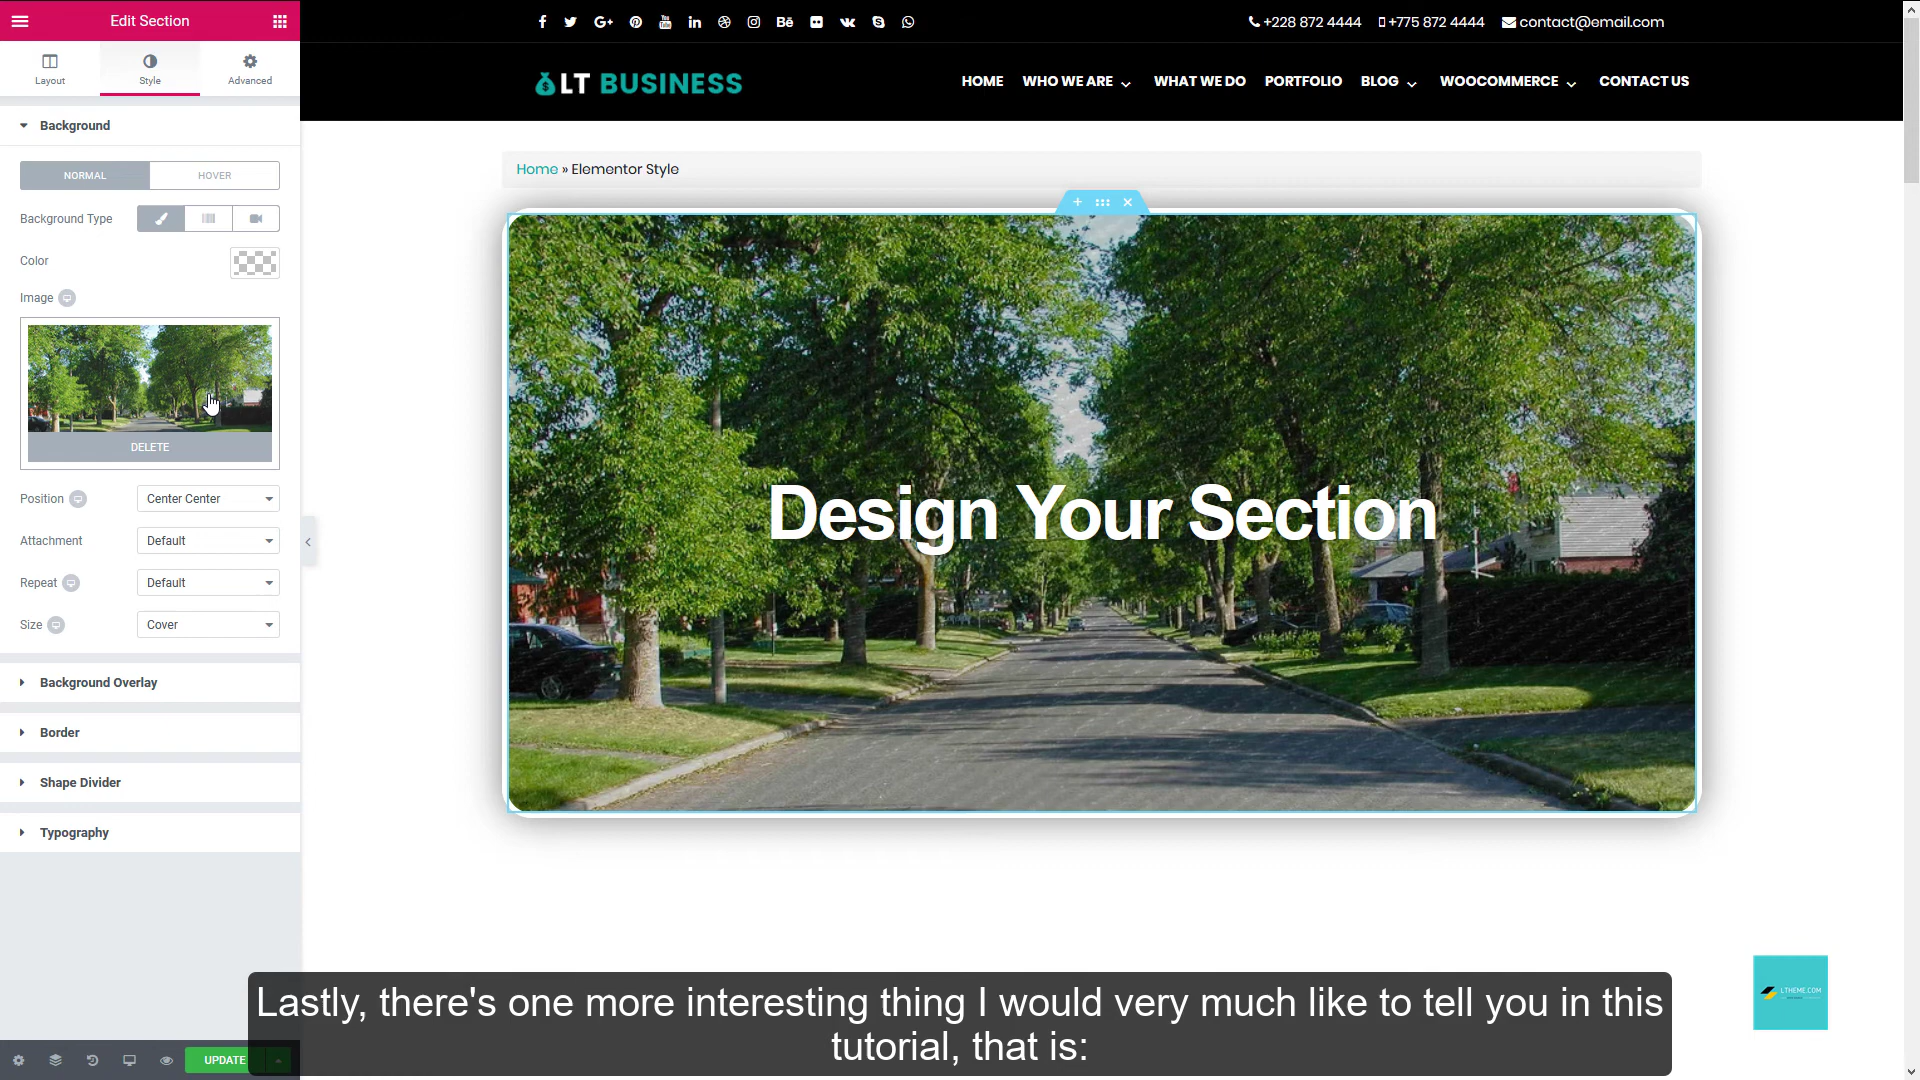 Edit Section
Layout
Style
Advanced
Background
NORMAL
HOVER
Background Type
Color
Image
DELETE
Position
Center Center
Attachment
Default
Repeat
Default
Size
Cover
Background Overlay
Border
Shape Divider
Typography
UPDATE
+228 872 4444
+775 872 4444
contact@email.com
LT BUSINESS
HOME
WHO WE ARE
WHAT WE DO
PORTFOLIO
BLOG
WOOCOMMERCE
CONTACT US
Home » Elementor Style
Design Your Section
LTHEME.COM
Lastly, there's one more interesting thing I would very much like to tell you in this
tutorial, that is: